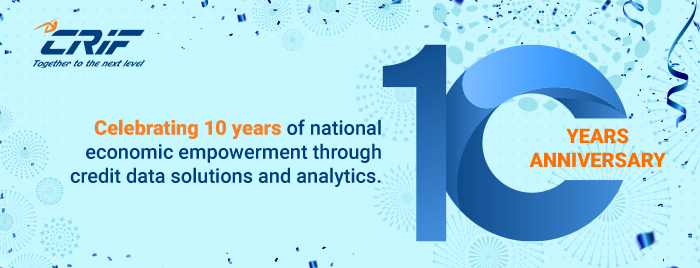 CRIF
Together to the next level
Celebrating 10 years of national
economic empowerment through
credit data solutions and analytics.
10
YEARS
ANNIVERSARY